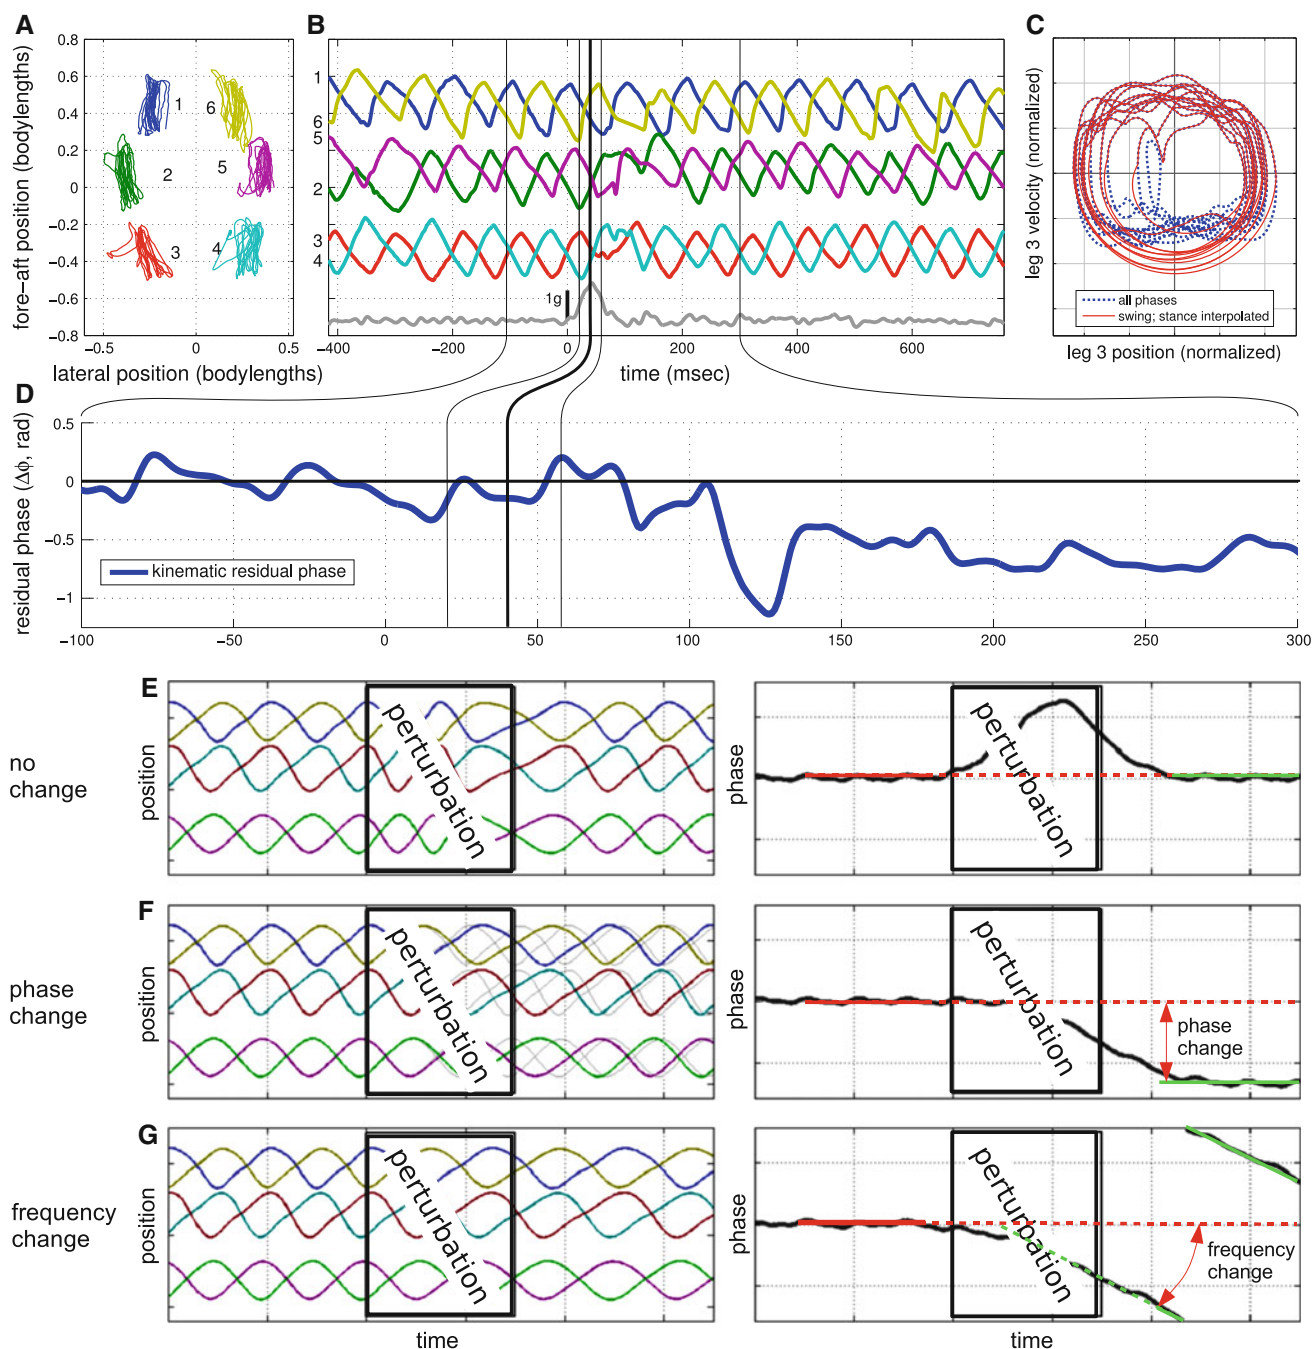 A
B
C
0.8
0.6
0.4
0.2
0
−0.2
−0.4
−0.6
−0.8
fore−aft position (bodylengths)
1
6
2
5
3
4
−0.5
0
0.5
lateral position (bodylengths)
1
6
5
2
3
4
1g
−400
−200
0
200
400
600
time (msec)
leg 3 velocity (normalized)
all phases
swing; stance interpolated
leg 3 position (normalized)
D
0.5
0
−0.5
−1
residual phase (Δϕ, rad)
kinematic residual phase
−100
−50
0
50
100
150
200
250
300
E
no
change
position
perturbation
phase
perturbation
F
phase
change
position
perturbation
phase
perturbation
phase
change
G
frequency
change
position
perturbation
time
phase
perturbation
frequency
change
time